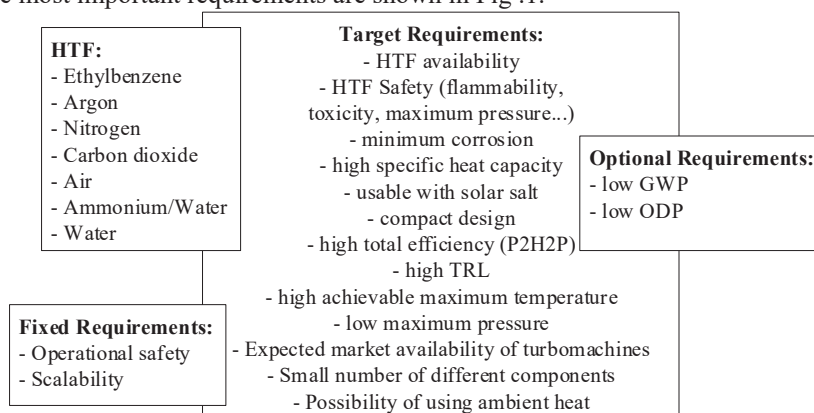 e most important requirements are shown in Fig .1.
HTF:
- Ethylbenzene
- Argon
- Nitrogen
- Carbon dioxide
- Air
- Ammonium/Water
- Water
Target Requirements:
- HTF availability
- HTF Safety (flammability,
toxicity, maximum pressure...)
- minimum corrosion
- high specific heat capacity
- usable with solar salt
- compact design
- high total efficiency (P2H2P)
- high TRL
- high achievable maximum temperature
- low maximum pressure
- Expected market availability of turbomachines
- Small number of different components
- Possibility of using ambient heat
Optional Requirements:
- low GWP
- low ODP
Fixed Requirements:
- Operational safety
- Scalability